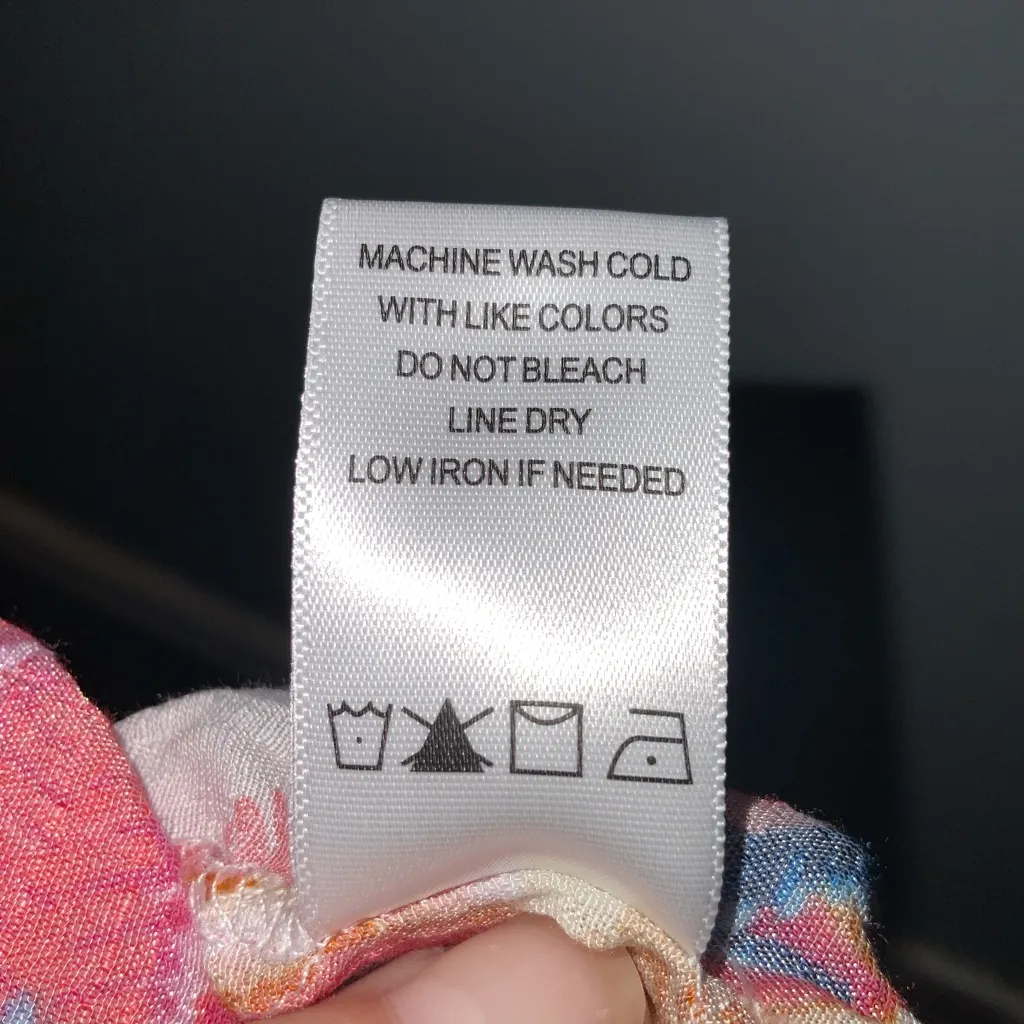 MACHINE WASH COLD
WITH LIKE COLORS
DO NOT BLEACH
LINE DRY
LOW IRON IF NEEDED